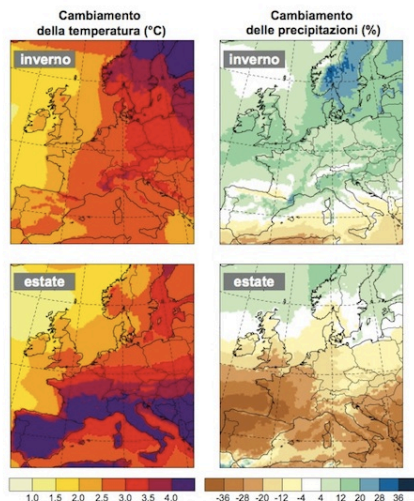 Cambiamento
della temperatura (°C)
Cambiamento
delle precipitazioni (%)
inverno
inverno
estate
estate
1.0 1.5 2.0 2.5 3.0 3.5 4.0
-36 -28 -20 -12 -4 4 12 20 28 36